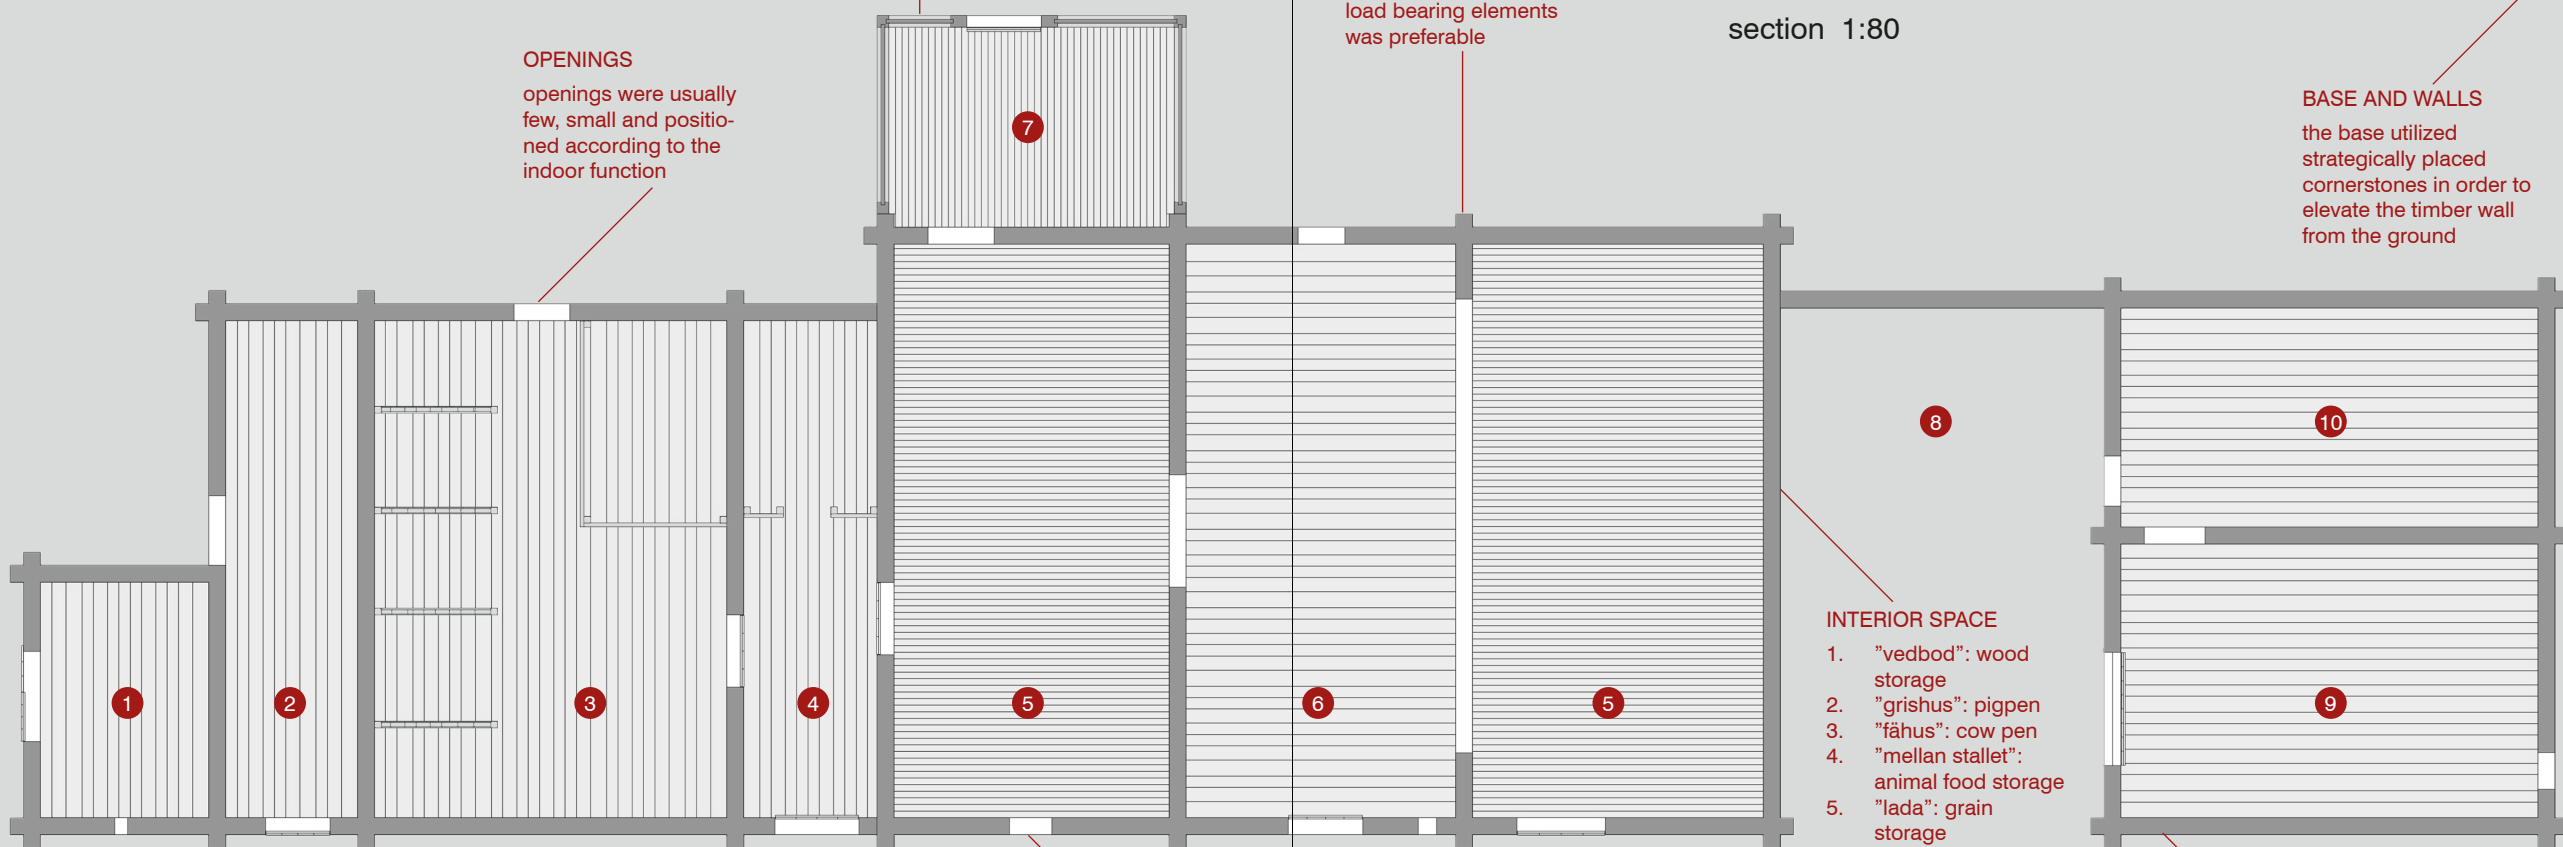 load bearing elements
was preferable
section 1:80
OPENINGS
openings were usually
few, small and positio-
ned according to the
indoor function
BASE AND WALLS
the base utilized
strategically placed
cornerstones in order to
elevate the timber wall
from the ground
7
8
10
1
2
3
4
5
6
5
9
INTERIOR SPACE
1. ”vedbod”: wood
storage
2. ”grishus”: pigpen
3. ”fähus”: cow pen
4. ”mellan stallet”:
animal food storage
5. ”lada”: grain
storage